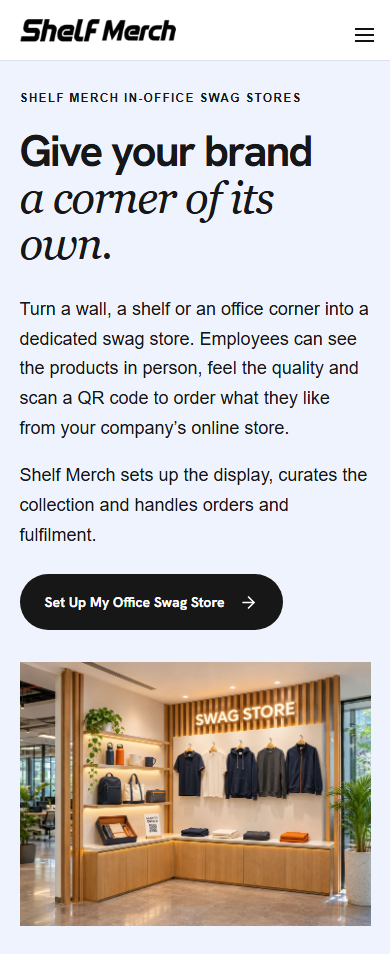 Shelf Merch
SHELF MERCH IN-OFFICE SWAG STORES
Give your brand
a corner of its
own.
Turn a wall, a shelf or an office corner into a
dedicated swag store. Employees can see
the products in person, feel the quality and
scan a QR code to order what they like
from your company’s online store.
Shelf Merch sets up the display, curates the
collection and handles orders and
fulfilment.
Set Up My Office Swag Store
SWAG STORE